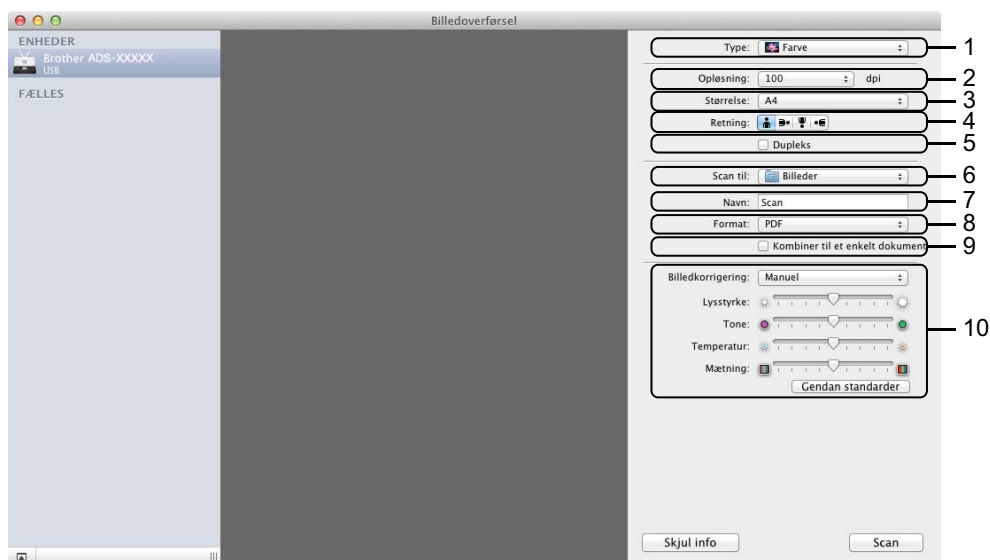 Billedoverførsel
ENHEDER
Brother ADS-XXXXX
USB
FÆLLES
Type: Farve 1
Opløsning: 100 dpi 2
Størrelse: A4 3
Retning: 4
Dupleks 5
Scan til: Billeder 6
Navn: Scan 7
Format: PDF 8
Kombiner til et enkelt dokument 9
Billedkorrigering: Manuel
Lysstyrke:
Tone: 10
Temperatur:
Mætning:
Gendan standarder
Skjul info Scan